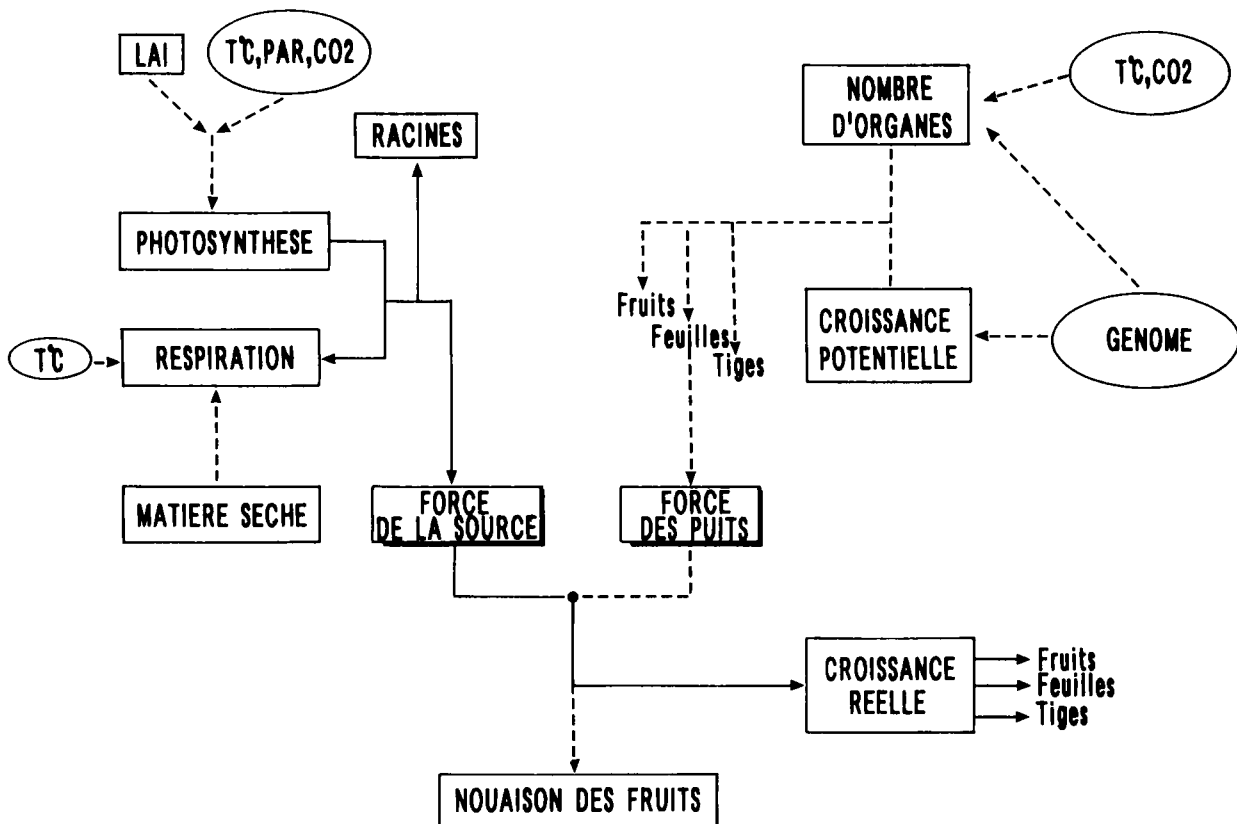 LAI
T°C,PAR,CO2
T°C,CO2
NOMBRE
D'ORGANES
RACINES
PHOTOSYNTHESE
Fruits
Feuilles
Tiges
CROISSANCE
POTENTIELLE
GENOME
T°C
RESPIRATION
MATIERE SECHE
FORCE
DE LA SOURCE
FORCE
DES PUITS
CROISSANCE
REELLE
Fruits
Feuilles
Tiges
NOUAISON DES FRUITS